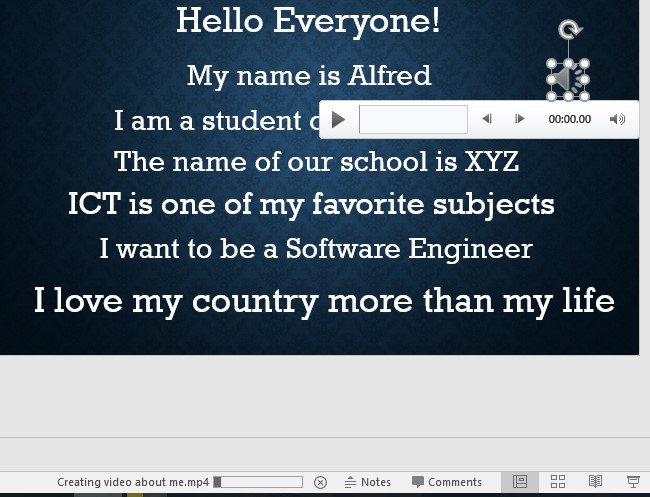 Hello Everyone!
My name is Alfred
I am a student
The name of our school is XYZ
ICT is one of my favorite subjects
I want to be a Software Engineer
I love my country more than my life
00:00.00
Creating video about me.mp4
Notes
Comments